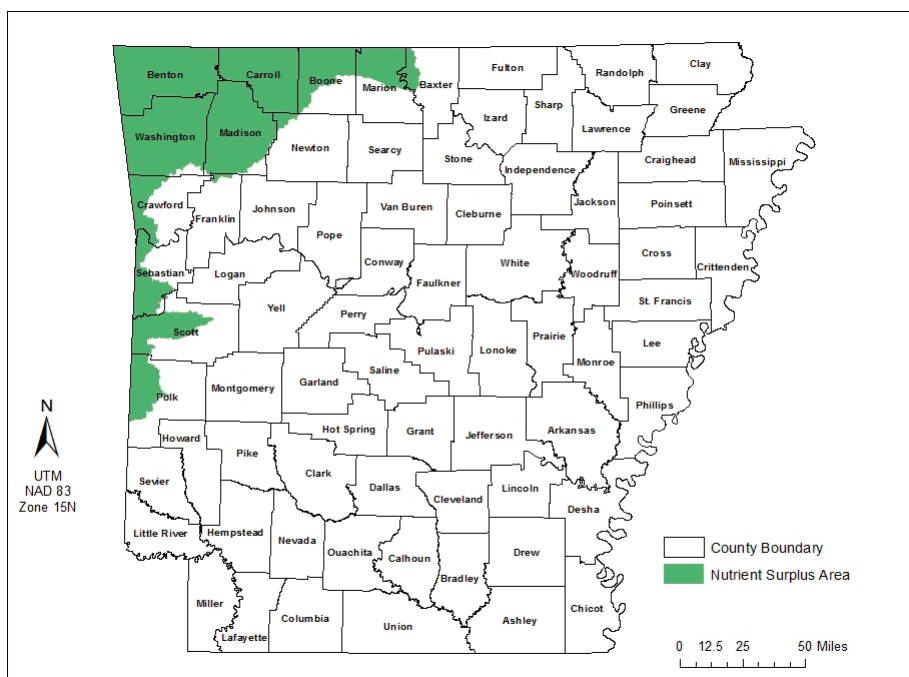 Benton
Carroll
Boone
Marion
Baxter
Fulton
Randolph
Clay
Sharp
Izard
Greene
Lawrence
Washington
Madison
Newton
Searcy
Stone
Independence
Craighead
Mississippi
Crawford
Franklin
Johnson
Pope
Van Buren
Cleburne
Jackson
Poinsett
Sebastian
Logan
Conway
Faulkner
White
Woodruff
Cross
Crittenden
St. Francis
Scott
Yell
Perry
Pulaski
Lonoke
Prairie
Monroe
Lee
Saline
Polk
Montgomery
Garland
Phillips
Hot Spring
Grant
Jefferson
Arkansas
Howard
Pike
Clark
Sevier
Dallas
Cleveland
Lincoln
Desha
Little River
Hempstead
Nevada
Ouachita
Calhoun
Bradley
Drew
Miller
Lafayette
Columbia
Union
Ashley
Chicot
N
UTM
NAD 83
Zone 15N
County Boundary
Nutrient Surplus Area
0 12.5 25 50 Miles